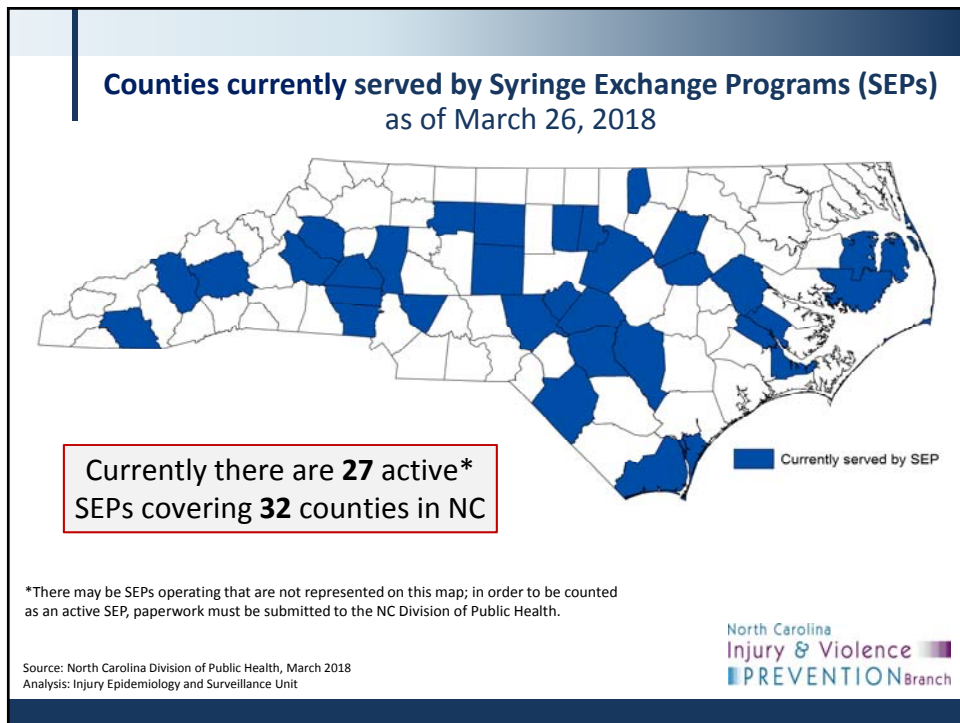 Counties currently served by Syringe Exchange Programs (SEPs)
as of March 26, 2018
Currently served by SEP
Currently there are 27 active*
SEPs covering 32 counties in NC
*There may be SEPs operating that are not represented on this map; in order to be counted
as an active SEP, paperwork must be submitted to the NC Division of Public Health.
Source: North Carolina Division of Public Health, March 2018
Analysis: Injury Epidemiology and Surveillance Unit
North Carolina
Injury & Violence
PREVENTION Branch